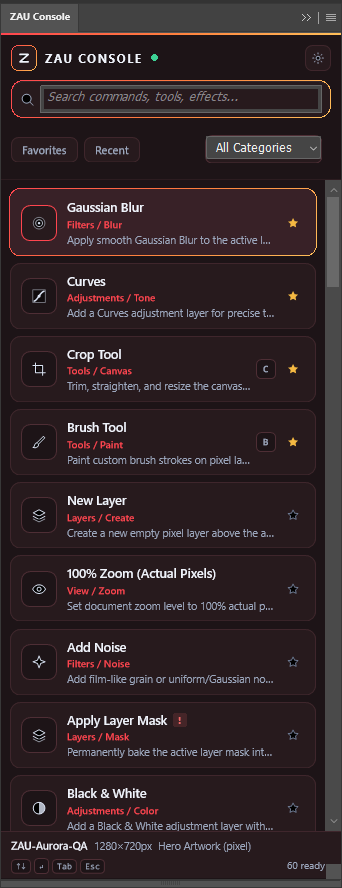 ZAU Console
Z
ZAU CONSOLE
Search commands, tools, effects...
Favorites
Recent
All Categories
Gaussian Blur
Filters / Blur
Apply smooth Gaussian Blur to the active l...
Curves
Adjustments / Tone
Add a Curves adjustment layer for precise t...
Crop Tool
Tools / Canvas
Trim, straighten, and resize the canvas...
C
Brush Tool
Tools / Paint
Paint custom brush strokes on pixel la...
B
New Layer
Layers / Create
Create a new empty pixel layer above the a...
100% Zoom (Actual Pixels)
View / Zoom
Set document zoom level to 100% actual p...
Add Noise
Filters / Noise
Add film-like grain or uniform/Gaussian no...
Apply Layer Mask !
Layers / Mask
Permanently bake the active layer mask int...
Black & White
Adjustments / Color
Add a Black & White adjustment layer with...
ZAU-Aurora-QA 1280×720px Hero Artwork (pixel)
↑↓ ↵ Tab Esc 60 ready